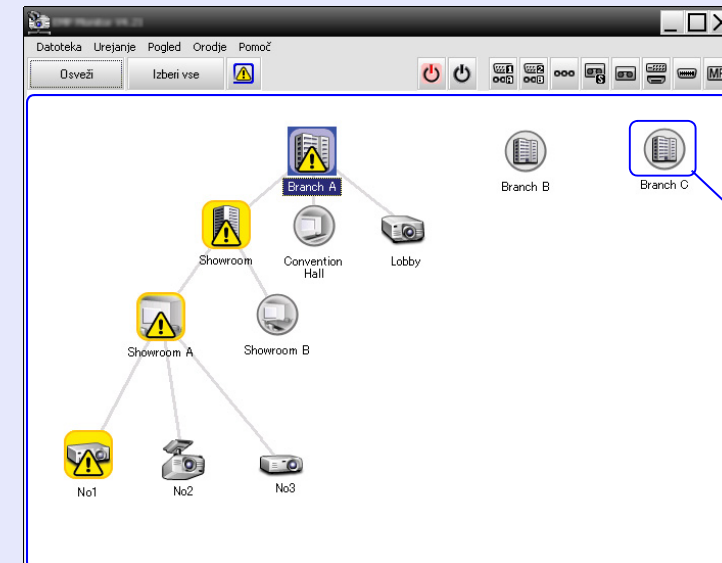 Datoteka Urejanje Pogled Orodje Pomoč
Osveži Izberi vse
Branch A
Branch B
Branch C
Showroom
Convention
Hall
Lobby
Showroom A
Showroom B
No1
No2
No3